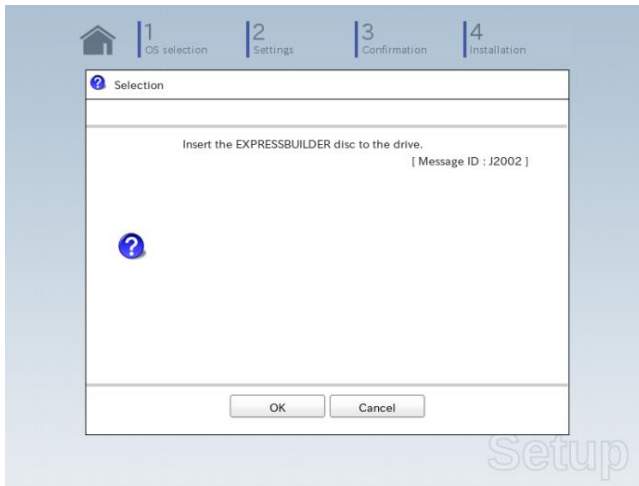 1
OS selection
2
Settings
3
Confirmation
4
Installation
? Selection
Insert the EXPRESSBUILDER disc to the drive.
[ Message ID : J2002 ]
?
OK
Cancel
Setup